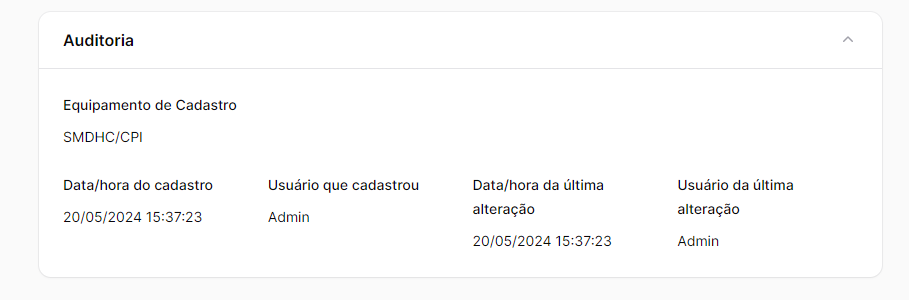 Auditoria
Equipamento de Cadastro
SMDHC/CPI
Data/hora do cadastro
20/05/2024 15:37:23
Usuário que cadastrou
Admin
Data/hora da última
alteração
20/05/2024 15:37:23
Usuário da última
alteração
Admin